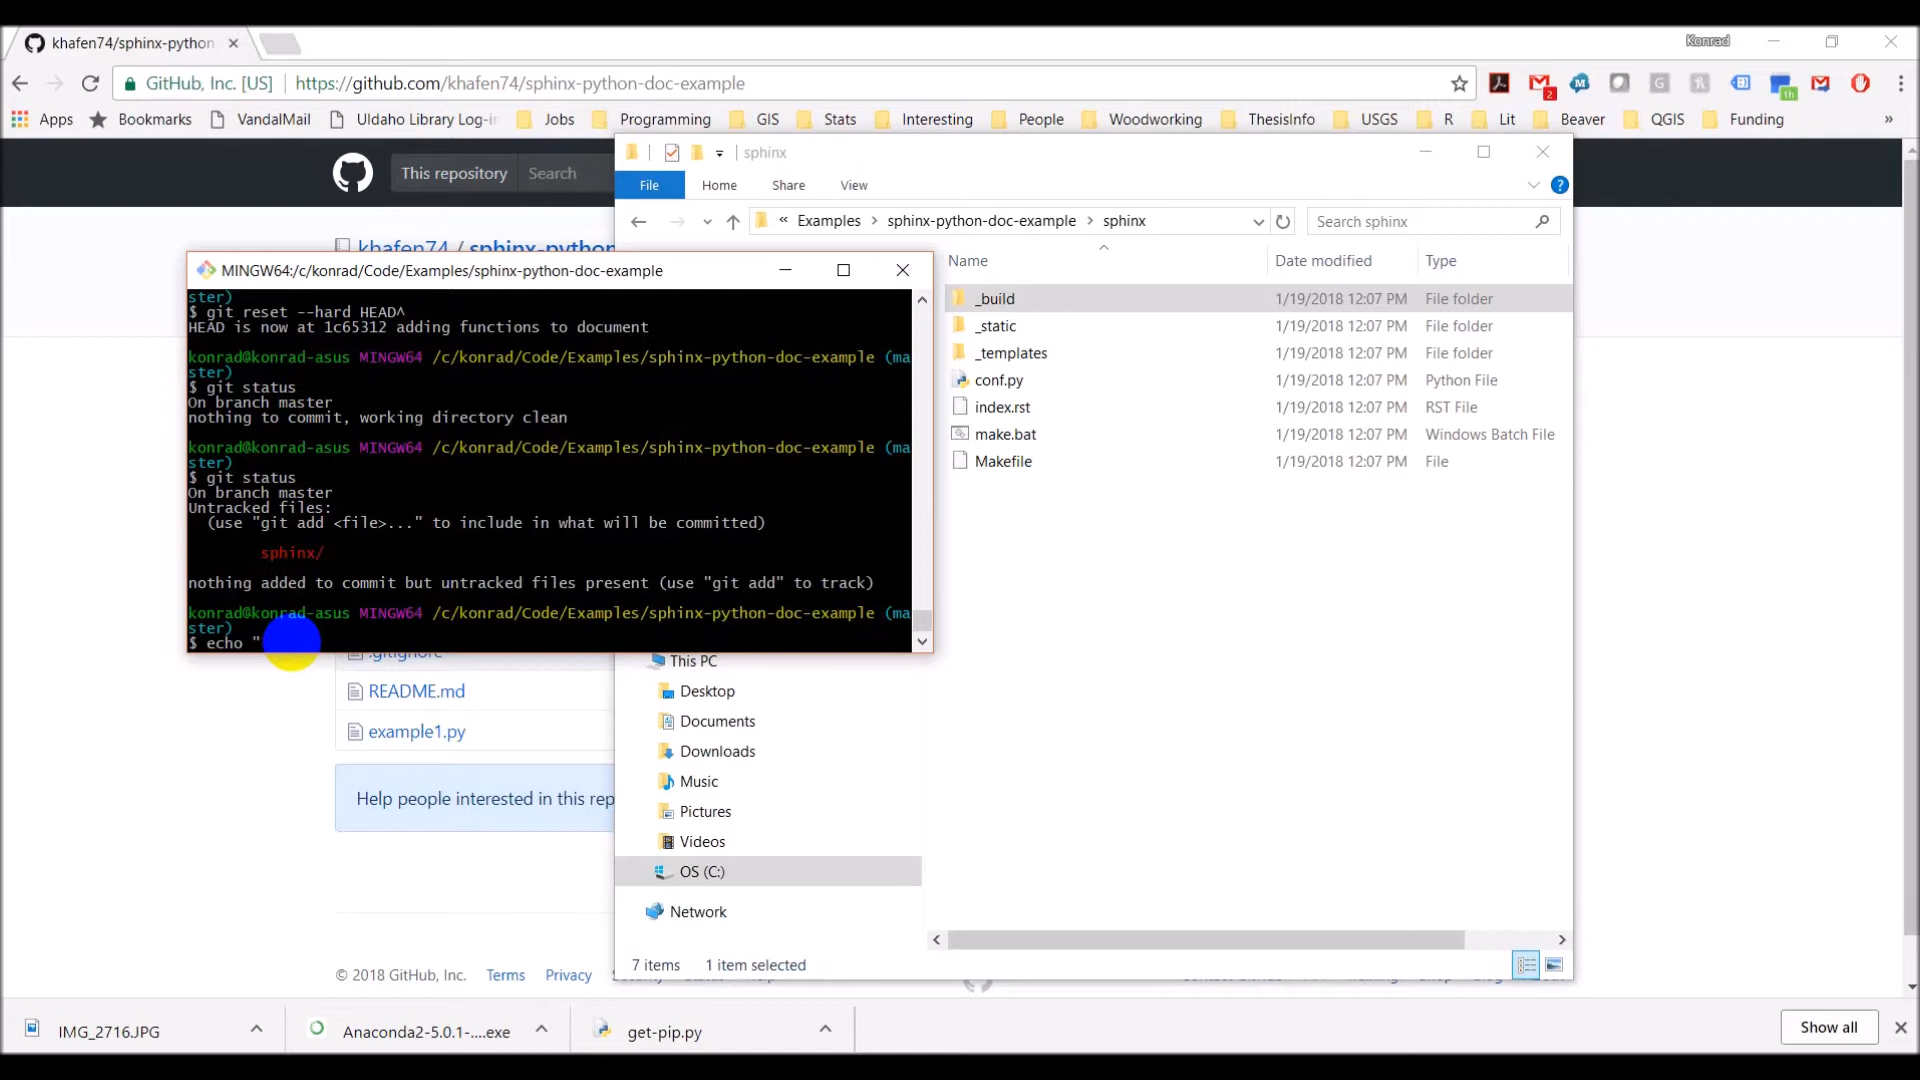 khafen74/sphinx-python
Konrad
GitHub, Inc. [US]
https://github.com/khafen74/sphinx-python-doc-example
2
1h
Apps
Bookmarks
VandalMail
UIdaho Library Log-in
Jobs
Programming
GIS
Stats
Interesting
People
Woodworking
ThesisInfo
USGS
R
Lit
Beaver
QGIS
Funding
»
This repository
Search
khafen74 / sphinx-python
sphinx
File
Home
Share
View
« Examples > sphinx-python-doc-example > sphinx
Search sphinx
Name
Date modified
Type
_build 1/19/2018 12:07 PM File folder
_static 1/19/2018 12:07 PM File folder
_templates 1/19/2018 12:07 PM File folder
conf.py 1/19/2018 12:07 PM Python File
index.rst 1/19/2018 12:07 PM RST File
make.bat 1/19/2018 12:07 PM Windows Batch File
Makefile 1/19/2018 12:07 PM File
MINGW64:/c/konrad/Code/Examples/sphinx-python-doc-example
ster)
$ git reset --hard HEAD^
HEAD is now at 1c65312 adding functions to document
konrad@konrad-asus MINGW64 /c/konrad/Code/Examples/sphinx-python-doc-example (ma
ster)
$ git status
On branch master
nothing to commit, working directory clean
konrad@konrad-asus MINGW64 /c/konrad/Code/Examples/sphinx-python-doc-example (ma
ster)
$ git status
On branch master
Untracked files:
(use "git add <file>..." to include in what will be committed)
sphinx/
nothing added to commit but untracked files present (use "git add" to track)
konrad@konrad-asus MINGW64 /c/konrad/Code/Examples/sphinx-python-doc-example (ma
ster)
$ echo "
.gitignore
README.md
example1.py
Help people interested in this rep
This PC
Desktop
Documents
Downloads
Music
Pictures
Videos
OS (C:)
Network
7 items
1 item selected
© 2018 GitHub, Inc.
Terms
Privacy
IMG_2716.JPG
Anaconda2-5.0.1-....exe
get-pip.py
Show all